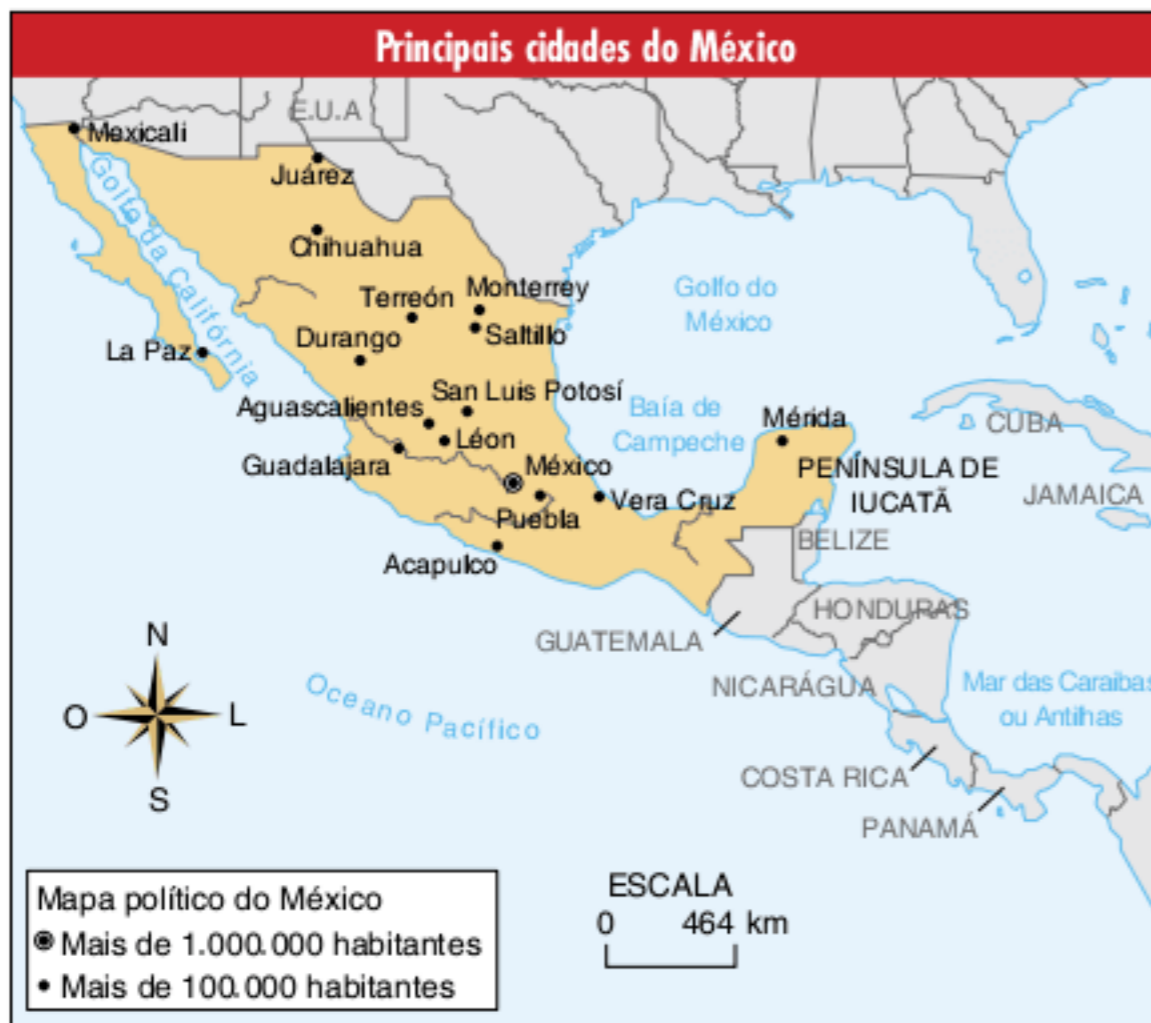 Principais cidades do México
E.U.A
Mexicali
Juárez
Golfo da Califórnia
Chihuahua
Monterrey
Terreón
Golfo do
México
Saltillo
Durango
La Paz
San Luis Potosí
Aguascalientes
Baía de
Campeche
Mérida
CUBA
Léon
Guadalajara
México
PENÍNSULA DE
IUCATÃ
JAMAICA
Vera Cruz
Puebla
BELIZE
Acapulco
HONDURAS
GUATEMALA
N
O
L
S
NICARÁGUA
Mar das Caraibas
ou Antilhas
Oceano Pacífico
COSTA RICA
PANAMÁ
Mapa político do México
Mais de 1.000.000 habitantes
Mais de 100.000 habitantes
ESCALA
0 464 km